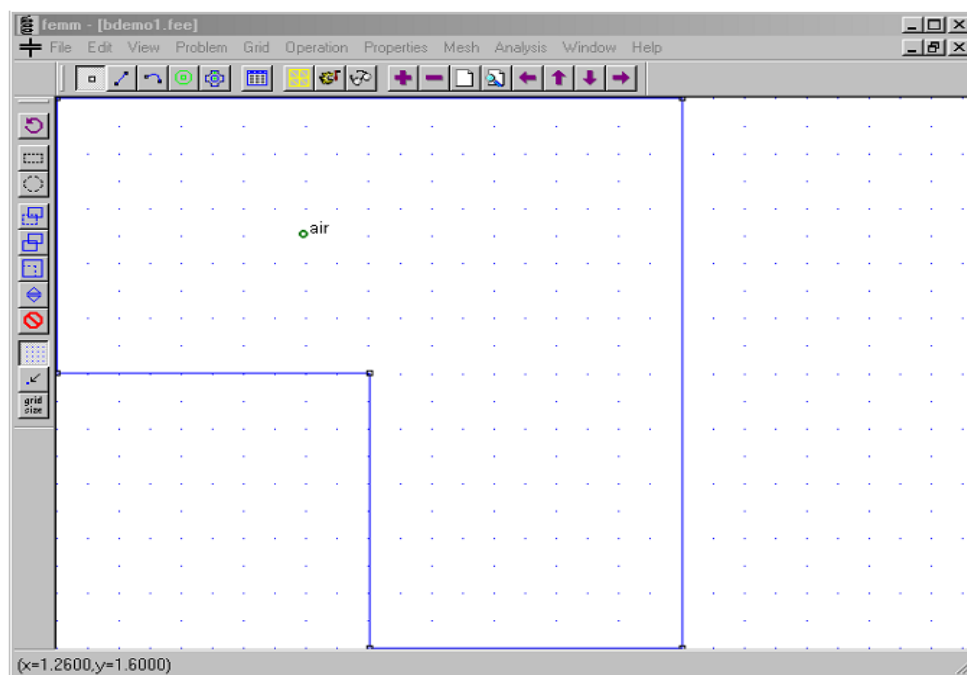 femm - [bdemo1.fee]
File Edit View Problem Grid Operation Properties Mesh Analysis Window Help
air
grid
size
(x=1.2600,y=1.6000)